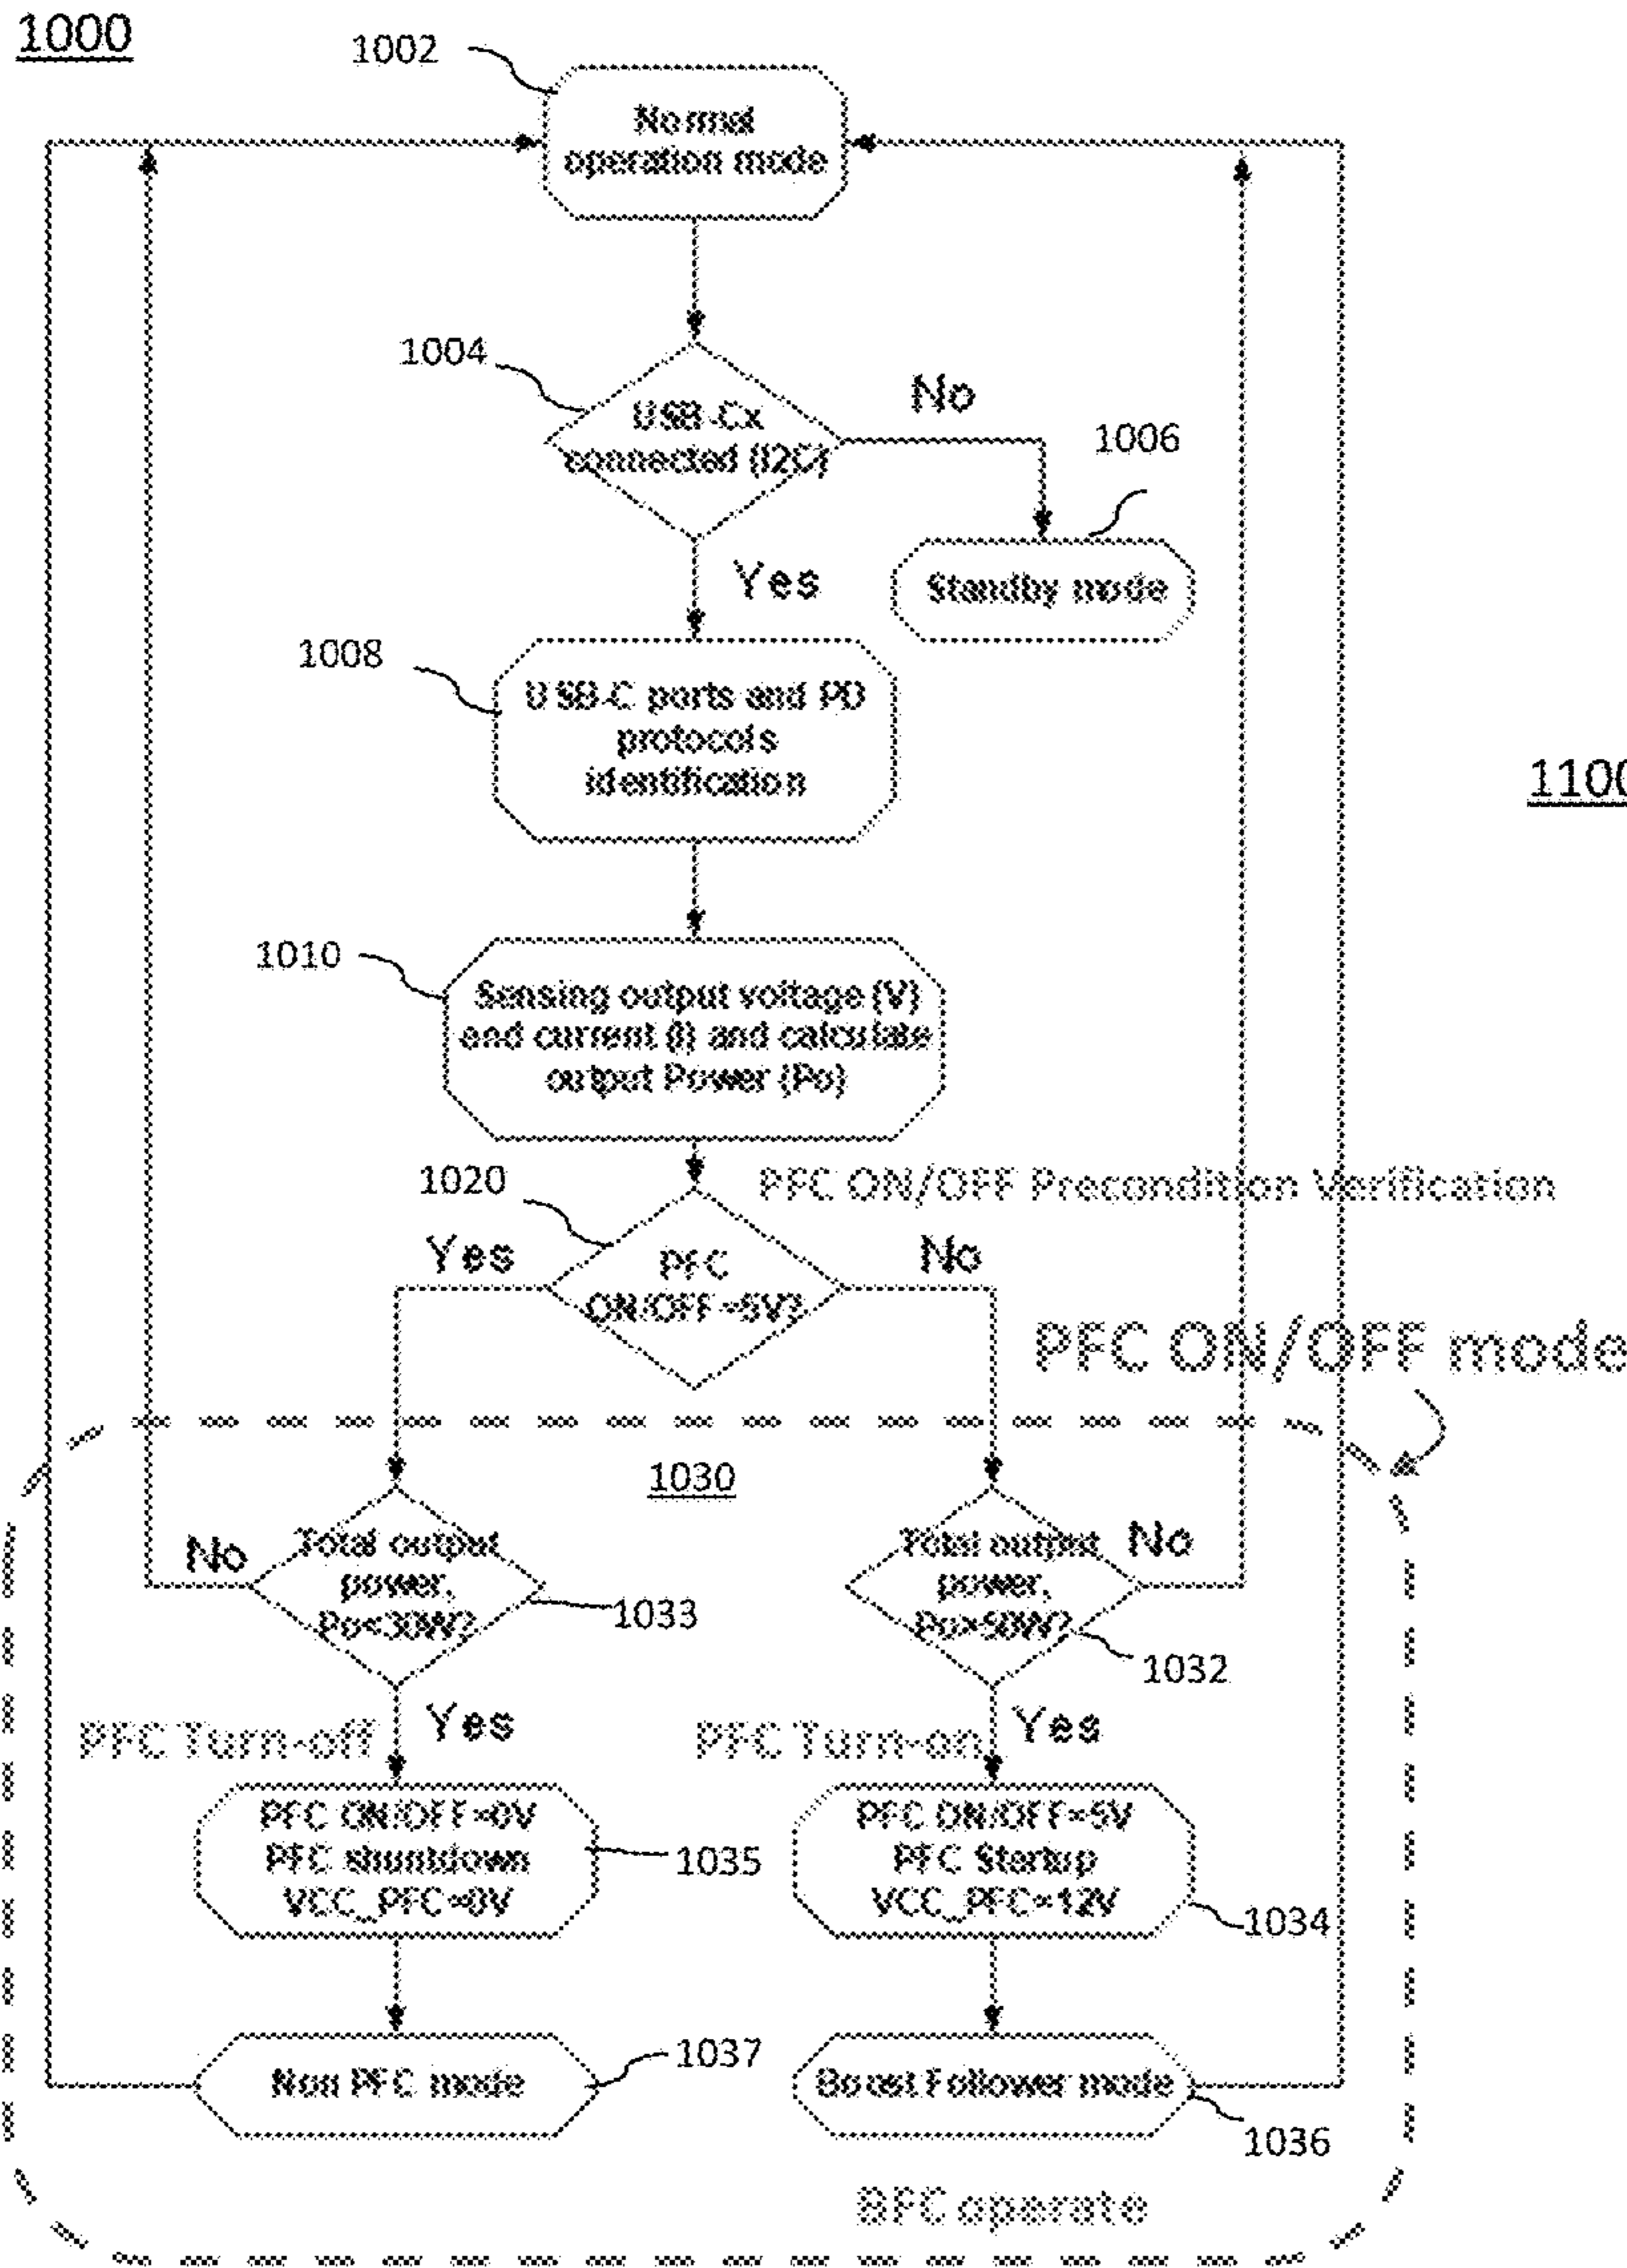 1000
1002
Normal
operation mode
1004
USB-Cx
connected (I2C)
No
1006
Standby mode
Yes
1008
USB-C ports and PD
protocols
identification
1100
1010
Sensing output voltage (V)
and current (I) and calculate
output Power (Po)
1020
PFC ON/OFF Precondition Verification
Yes
PFC
ON/OFF=5V?
No
PFC ON/OFF mode
1030
No
Total output
power,
Po<30W?
1033
Total output
power,
Po>50W?
No
1032
PFC Turn-off
Yes
PFC Turn-on
Yes
PFC ON/OFF=0V
PFC shuntdown
VCC_PFC=0V
1035
PFC ON/OFF=5V
PFC Startup
VCC_PFC=12V
1034
Non PFC mode
1037
Boost Follower mode
1036
BFC operate